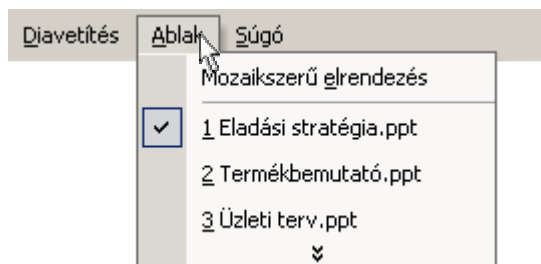 Diavetítés Ablak Súgó
Mozaikszerű elrendezés
1 Eladási stratégia.ppt
2 Termékbemutató.ppt
3 Üzleti terv.ppt